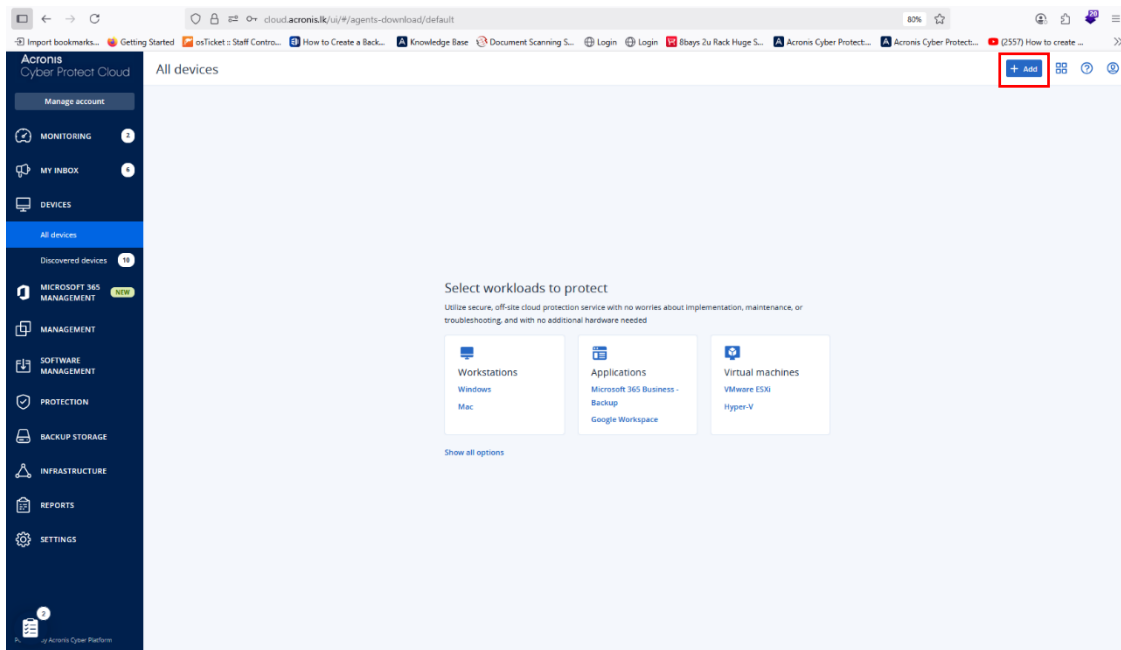 cloud.acronis.lk/ui/#/agents-download/default
80%
20
Import bookmarks...
Getting Started
osTicket :: Staff Contro...
How to Create a Back...
Knowledge Base
Document Scanning S...
Login
Login
8bays 2u Rack Huge S...
Acronis Cyber Protect:...
Acronis Cyber Protect:...
(2557) How to create ...
Acronis
Cyber Protect Cloud
All devices
+ Add
Manage account
MONITORING
2
MY INBOX
6
DEVICES
All devices
Discovered devices
10
MICROSOFT 365
MANAGEMENT
NEW
MANAGEMENT
SOFTWARE
MANAGEMENT
PROTECTION
BACKUP STORAGE
INFRASTRUCTURE
REPORTS
SETTINGS
2
by Acronis Cyber Platform
Select workloads to protect
Utilize secure, off-site cloud protection service with no worries about implementation, maintenance, or
troubleshooting, and with no additional hardware needed
Workstations
Windows
Mac
Applications
Microsoft 365 Business -
Backup
Google Workspace
Virtual machines
VMware ESXi
Hyper-V
Show all options